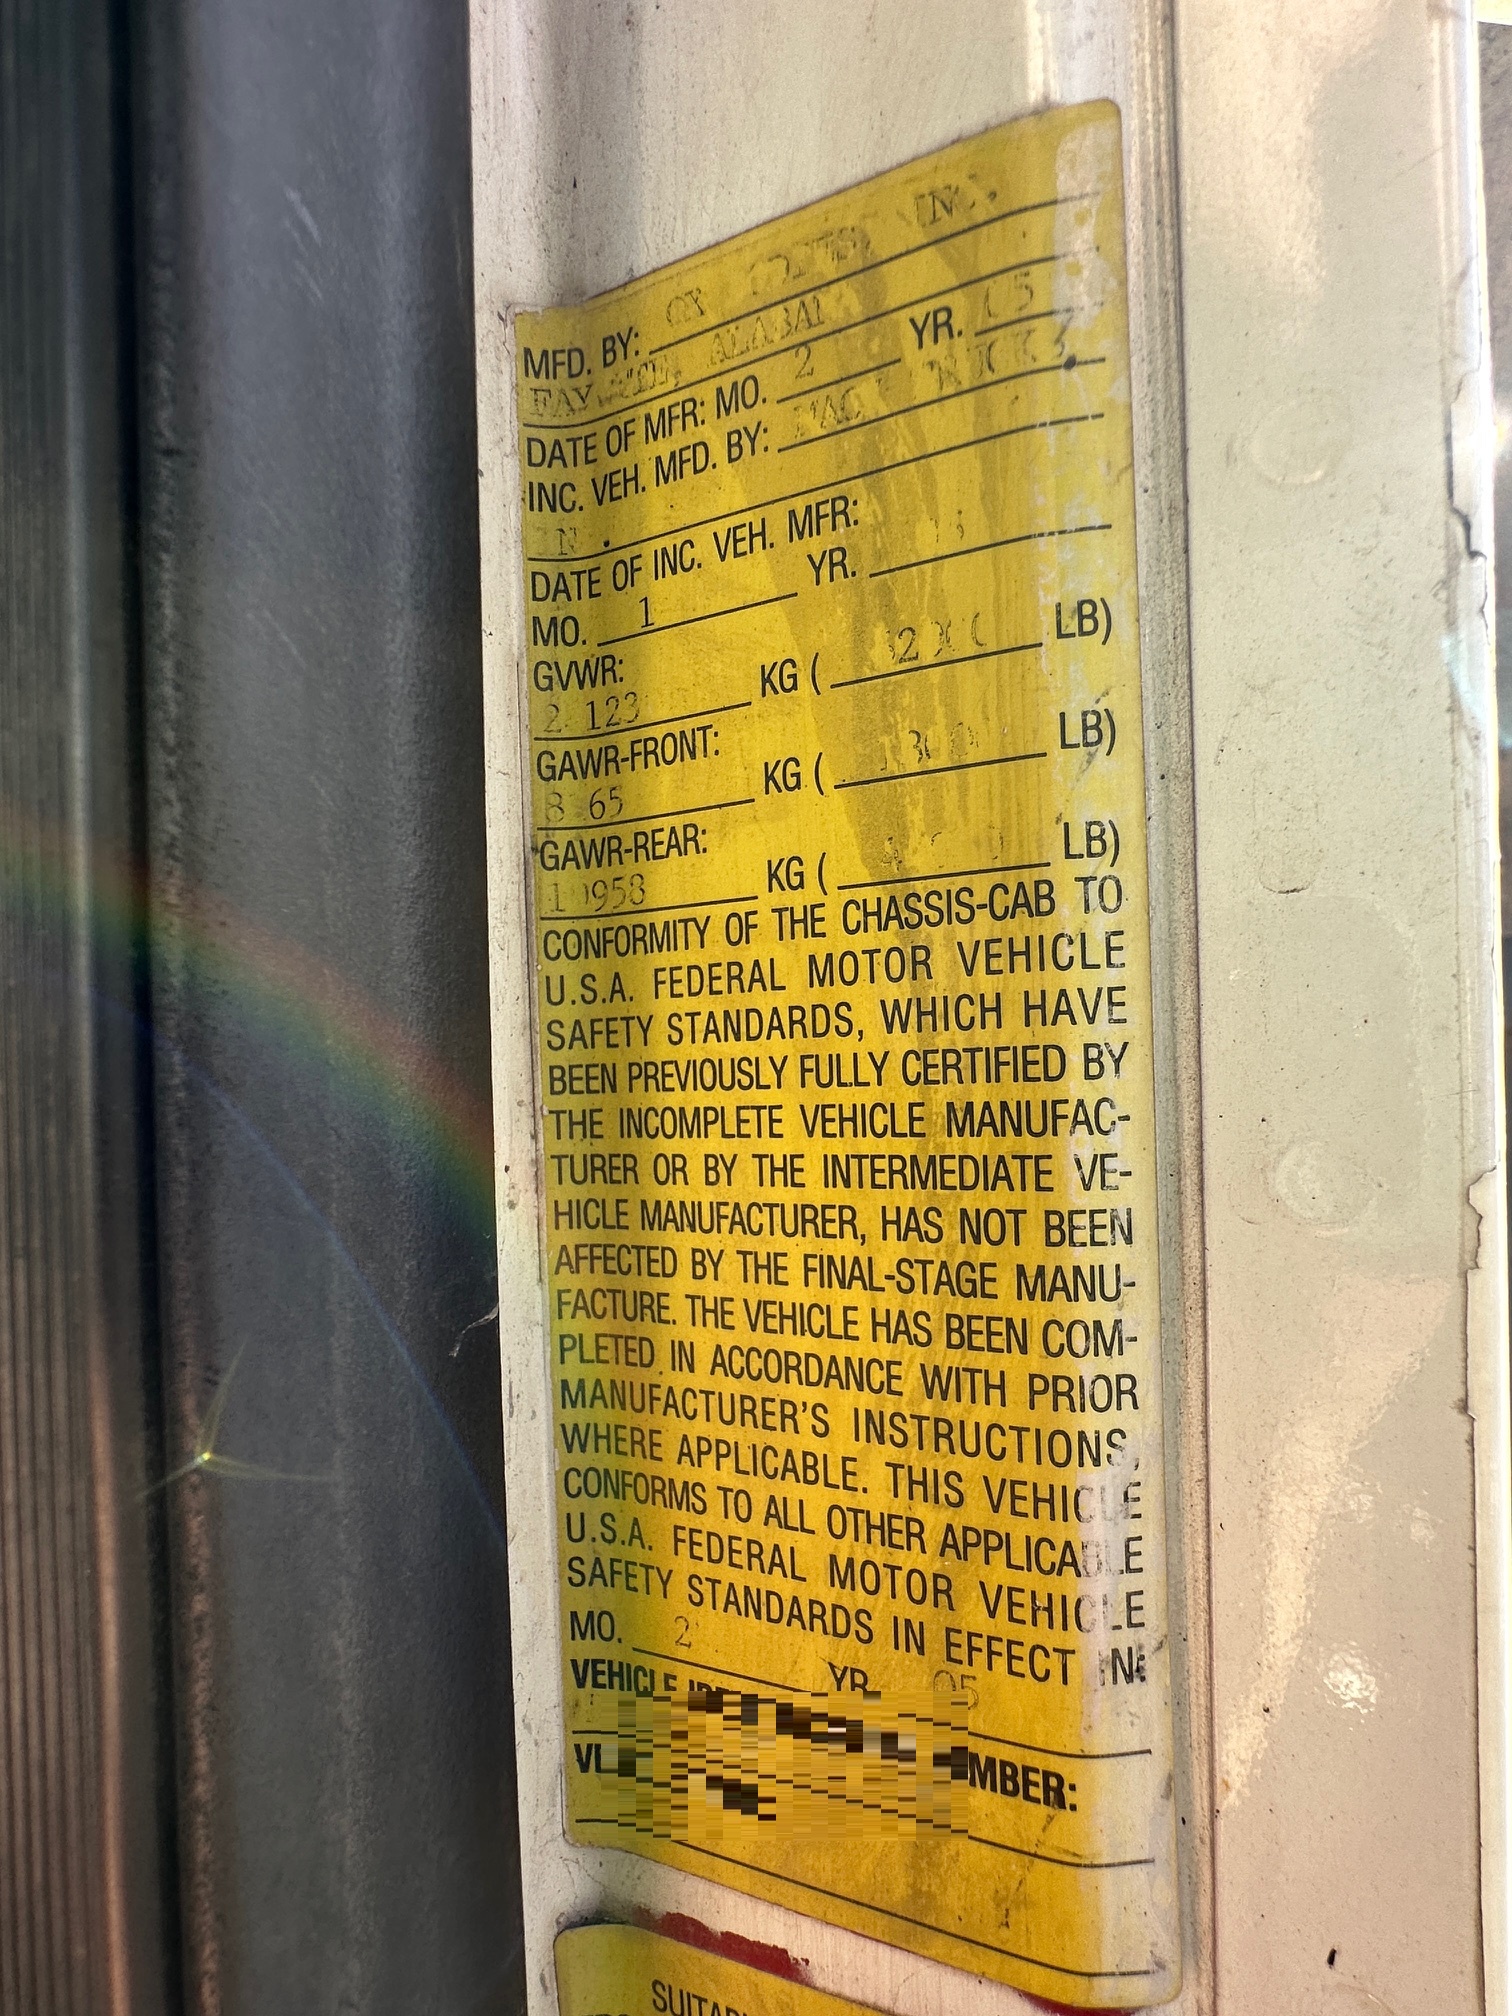 MFD. BY: INC.
DATE OF MFR: MO. 2 YR.
INC. VEH. MFD. BY:
DATE OF INC. VEH. MFR:
MO. 1 YR.
GVWR:
KG ( LB)
GAWR-FRONT:
KG ( LB)
GAWR-REAR:
KG ( LB)
CONFORMITY OF THE CHASSIS-CAB TO
U.S.A. FEDERAL MOTOR VEHICLE
SAFETY STANDARDS, WHICH HAVE
BEEN PREVIOUSLY FULLY CERTIFIED BY
THE INCOMPLETE VEHICLE MANUFAC-
TURER OR BY THE INTERMEDIATE VE-
HICLE MANUFACTURER, HAS NOT BEEN
AFFECTED BY THE FINAL-STAGE MANU-
FACTURE. THE VEHICLE HAS BEEN COM-
PLETED IN ACCORDANCE WITH PRIOR
MANUFACTURER'S INSTRUCTIONS,
WHERE APPLICABLE. THIS VEHICLE
CONFORMS TO ALL OTHER APPLICABLE
U.S.A. FEDERAL MOTOR VEHICLE
SAFETY STANDARDS IN EFFECT IN:
MO. 2 YR. 05
VEHICLE
MBER: